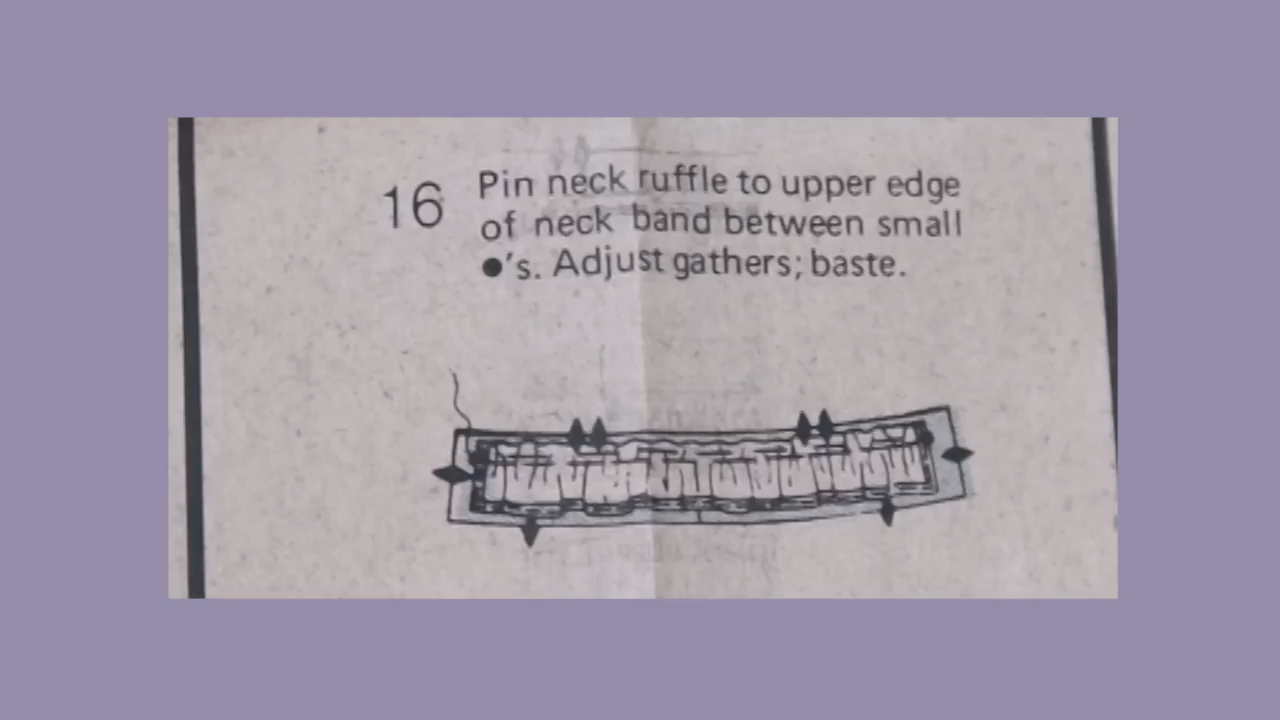 16 Pin neck ruffle to upper edge
of neck band between small
●'s. Adjust gathers; baste.